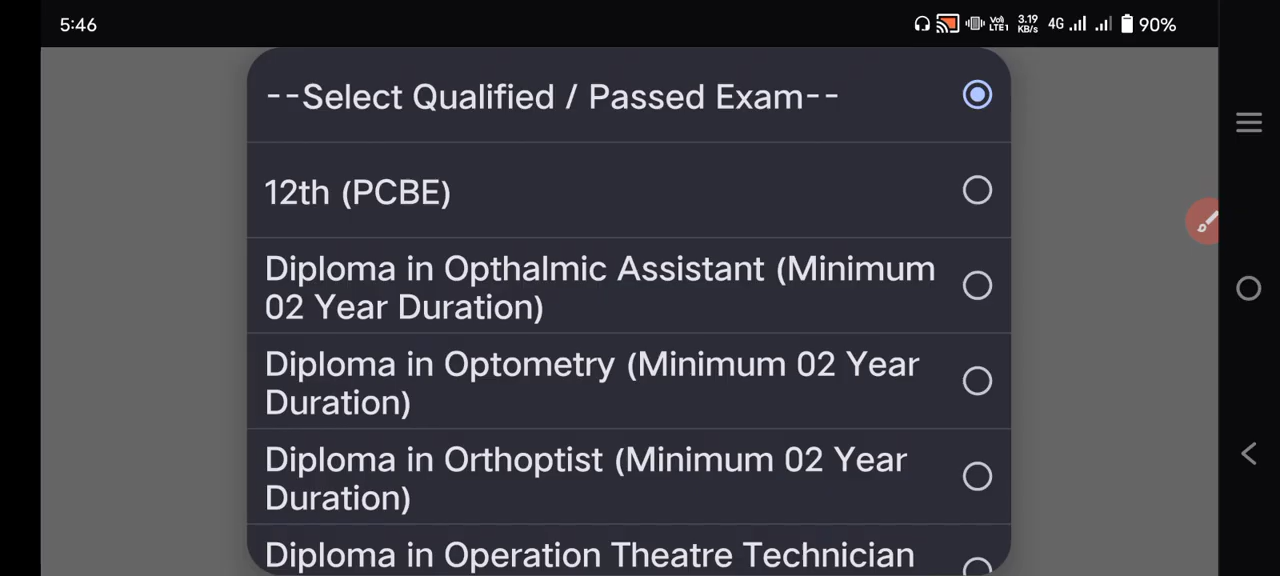 5:46
Vo) LTE1 3.19 KB/s 4G 90%
--Select Qualified / Passed Exam--
12th (PCBE)
Diploma in Opthalmic Assistant (Minimum
02 Year Duration)
Diploma in Optometry (Minimum 02 Year
Duration)
Diploma in Orthoptist (Minimum 02 Year
Duration)
Diploma in Operation Theatre Technician